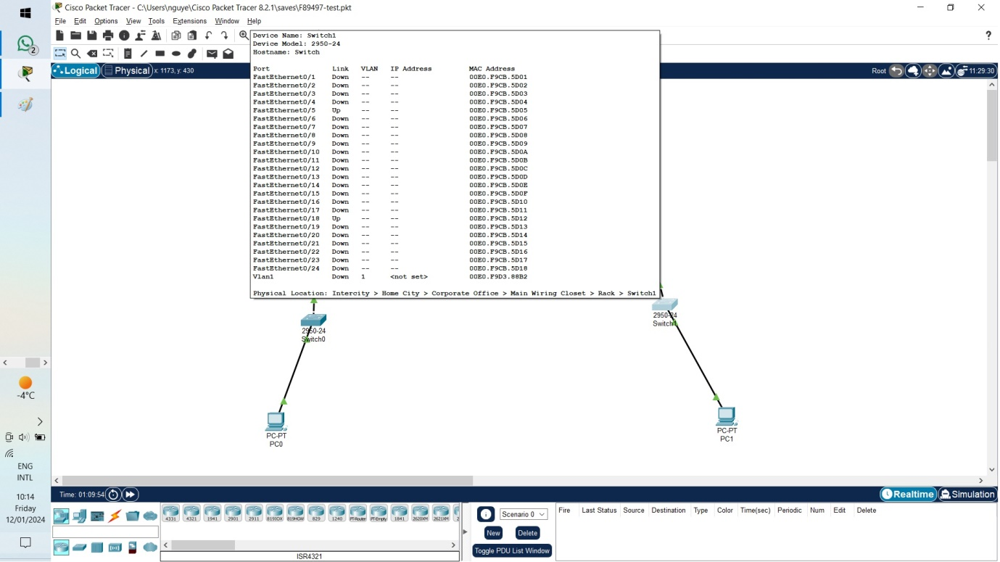 Cisco Packet Tracer - C:\Users\nguye\Cisco Packet Tracer 8.2.1\saves\F89497-test.pkt
File Edit Options View Tools Extensions Window Help
Logical Physical x: 1173, y: 430
Root 11:29:30
Device Name: Switch1
Device Model: 2950-24
Hostname: Switch
Port Link VLAN IP Address MAC Address
FastEthernet0/1 Down -- -- 00E0.F9CB.5D01
FastEthernet0/2 Down -- -- 00E0.F9CB.5D02
FastEthernet0/3 Down -- -- 00E0.F9CB.5D03
FastEthernet0/4 Down -- -- 00E0.F9CB.5D04
FastEthernet0/5 Up -- -- 00E0.F9CB.5D05
FastEthernet0/6 Down -- -- 00E0.F9CB.5D06
FastEthernet0/7 Down -- -- 00E0.F9CB.5D07
FastEthernet0/8 Down -- -- 00E0.F9CB.5D08
FastEthernet0/9 Down -- -- 00E0.F9CB.5D09
FastEthernet0/10 Down -- -- 00E0.F9CB.5D0A
FastEthernet0/11 Down -- -- 00E0.F9CB.5D0B
FastEthernet0/12 Down -- -- 00E0.F9CB.5D0C
FastEthernet0/13 Down -- -- 00E0.F9CB.5D0D
FastEthernet0/14 Down -- -- 00E0.F9CB.5D0E
FastEthernet0/15 Down -- -- 00E0.F9CB.5D0F
FastEthernet0/16 Down -- -- 00E0.F9CB.5D10
FastEthernet0/17 Down -- -- 00E0.F9CB.5D11
FastEthernet0/18 Up -- -- 00E0.F9CB.5D12
FastEthernet0/19 Down -- -- 00E0.F9CB.5D13
FastEthernet0/20 Down -- -- 00E0.F9CB.5D14
FastEthernet0/21 Down -- -- 00E0.F9CB.5D15
FastEthernet0/22 Down -- -- 00E0.F9CB.5D16
FastEthernet0/23 Down -- -- 00E0.F9CB.5D17
FastEthernet0/24 Down -- -- 00E0.F9CB.5D18
Vlan1 Down 1 <not set> 00E0.F9D3.88B2
Physical Location: Intercity > Home City > Corporate Office > Main Wiring Closet > Rack > Switch1
2950-24
Switch0
2950-24
PC-PT
PC0
PC-PT
PC1
2
-4°C
ENG
INTL
10:14
Friday
12/01/2024
Time: 01:09:54
Realtime Simulation
4331 4321 1941 2901 2911 819IOX 819HGW 829 1240 PT-Router PT-Empty 1841 2620XM 2621XM
ISR4321
Scenario 0
New Delete
Toggle PDU List Window
Fire Last Status Source Destination Type Color Time(sec) Periodic Num Edit Delete